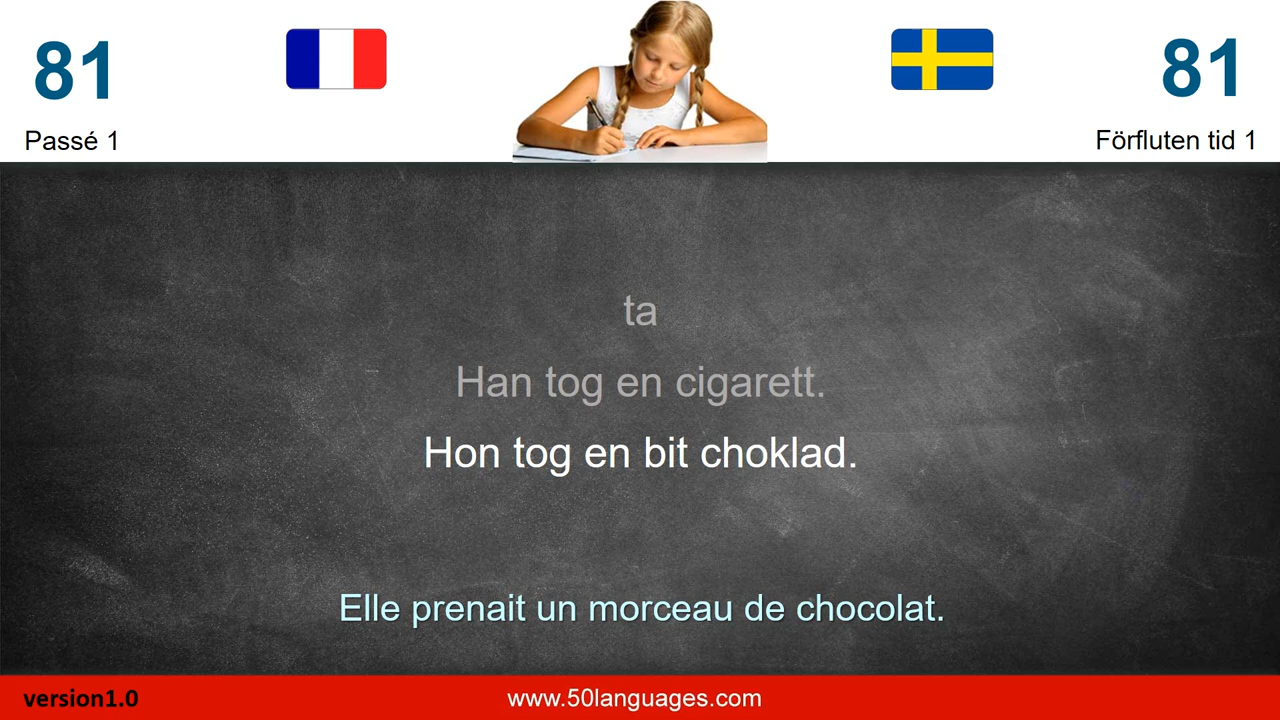 81
81
Passé 1
Förfluten tid 1
ta
Han tog en cigarett.
Hon tog en bit choklad.
Elle prenait un morceau de chocolat.
version1.0
www.50languages.com